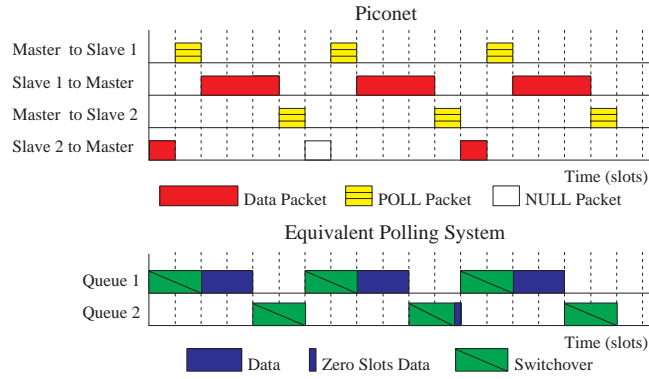 Piconet
Master to Slave 1
Slave 1 to Master
Master to Slave 2
Slave 2 to Master
Time (slots)
Data Packet POLL Packet NULL Packet
Equivalent Polling System
Queue 1
Queue 2
Time (slots)
Data Zero Slots Data Switchover